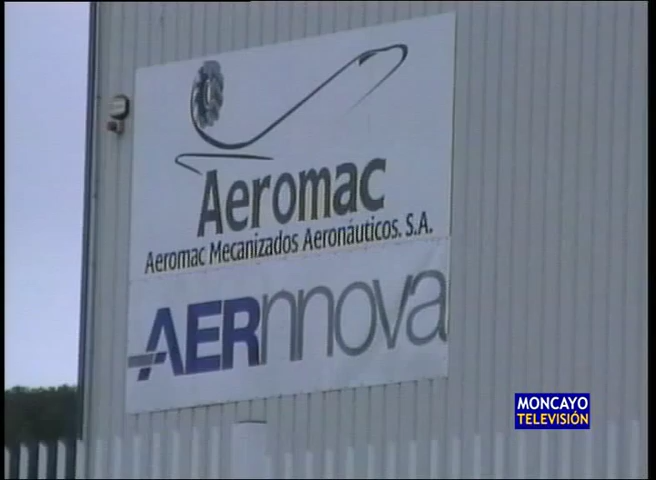 Aeromac
Aeromac Mecanizados Aeronáuticos. S.A.
AERnnova
MONCAYO
TELEVISIÓN